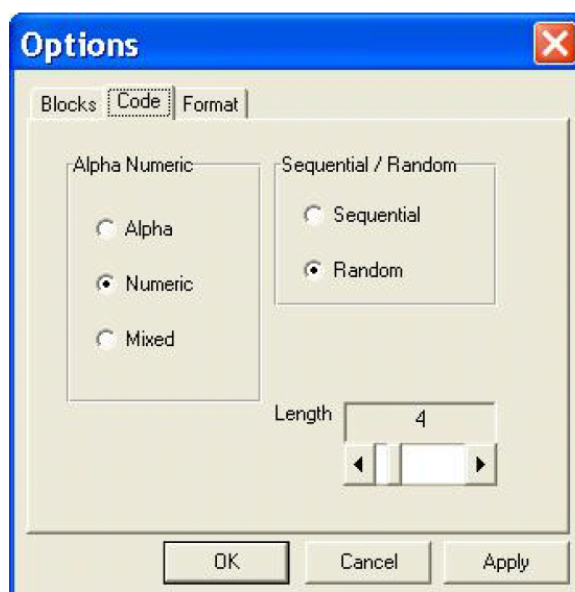 Options
Blocks Code Format
Alpha Numeric
Alpha
Numeric
Mixed
Sequential / Random
Sequential
Random
Length 4
OK Cancel Apply